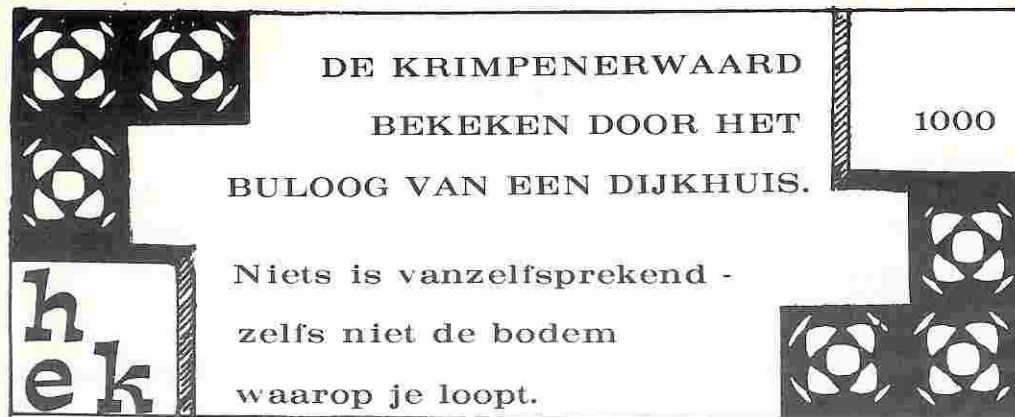 DE KRIMPENERWAARD
BEKEKEN DOOR HET
1000
BULOOG VAN EEN DIJKHUIS.
Niets is vanzelfsprekend -
zelfs niet de bodem
waarop je loopt.
h
e k